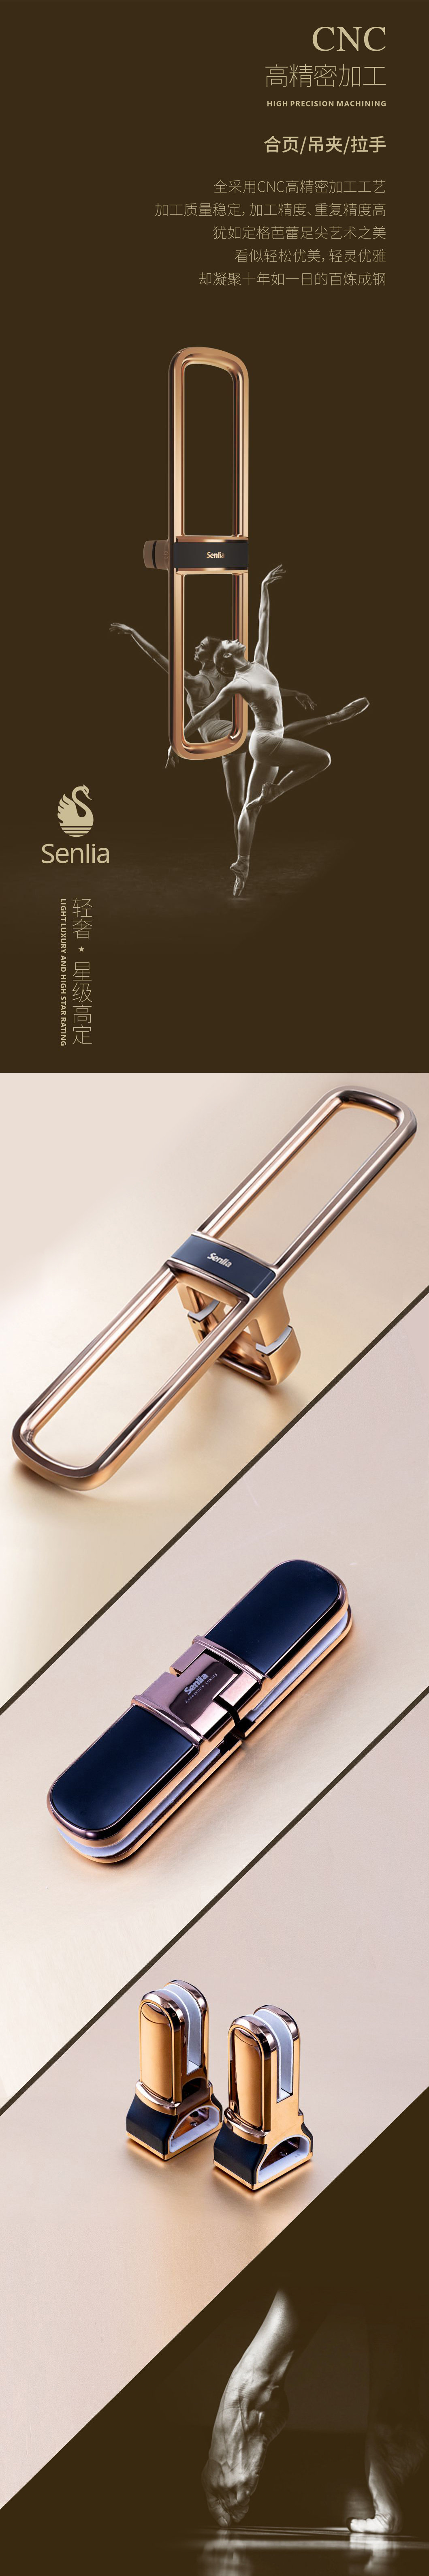 CNC
高精密加工
HIGH PRECISION MACHINING
合页/吊夹/拉手
全采用CNC高精密加工工艺
加工质量稳定，加工精度、重复精度高
犹如定格芭蕾足尖艺术之美
看似轻松优美，轻灵优雅
却凝聚十年如一日的百炼成钢
Senlia
Senlia
轻奢★星级高定
LIGHT LUXURY AND HIGH STAR RATING
Senlia
Senlia